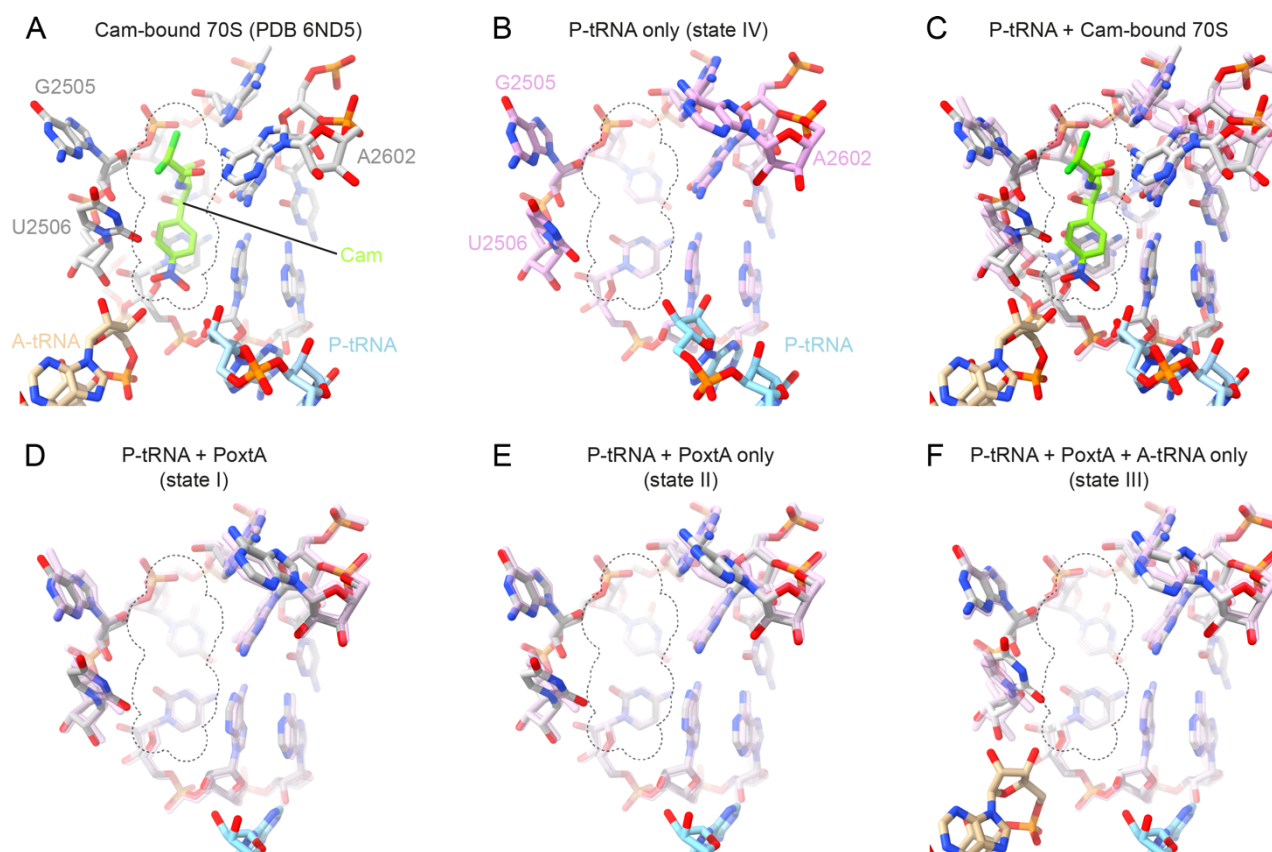 A Cam-bound 70S (PDB 6ND5)
G2505
A2602
U2506
Cam
A-tRNA
P-tRNA
B P-tRNA only (state IV)
G2505
A2602
U2506
P-tRNA
C P-tRNA + Cam-bound 70S
D P-tRNA + PoxtA
(state I)
E P-tRNA + PoxtA only
(state II)
F P-tRNA + PoxtA + A-tRNA only
(state III)